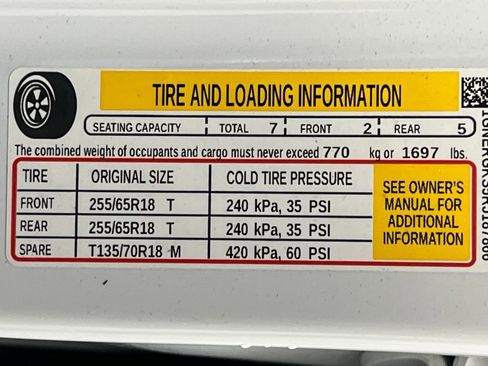 TIRE AND LOADING INFORMATION
SEATING CAPACITY TOTAL 7 FRONT 2 REAR 5
The combined weight of occupants and cargo must never exceed 770 kg or 1697 lbs.
TIRE ORIGINAL SIZE COLD TIRE PRESSURE
FRONT 255/65R18 T 240 kPa, 35 PSI
REAR 255/65R18 T 240 kPa, 35 PSI
SPARE T135/70R18 M 420 kPa, 60 PSI
SEE OWNER'S
MANUAL FOR
ADDITIONAL
INFORMATION